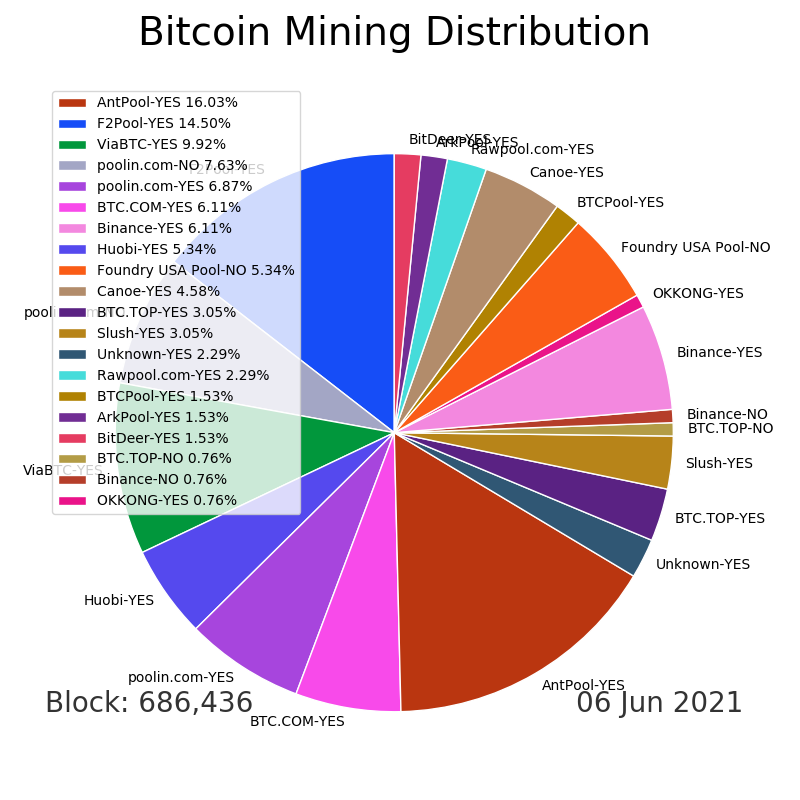 Bitcoin Mining Distribution
AntPool-YES 16.03%
F2Pool-YES 14.50%
ViaBTC-YES 9.92%
poolin.com-NO 7.63%
poolin.com-YES 6.87%
BTC.COM-YES 6.11%
Binance-YES 6.11%
Huobi-YES 5.34%
Foundry USA Pool-NO 5.34%
Canoe-YES 4.58%
BTC.TOP-YES 3.05%
Slush-YES 3.05%
Unknown-YES 2.29%
Rawpool.com-YES 2.29%
BTCPool-YES 1.53%
ArkPool-YES 1.53%
BitDeer-YES 1.53%
BTC.TOP-NO 0.76%
Binance-NO 0.76%
OKKONG-YES 0.76%
BitDeer-YES
ArkPool-YES
Rawpool.com-YES
Canoe-YES
BTCPool-YES
Foundry USA Pool-NO
OKKONG-YES
Binance-YES
Binance-NO
BTC.TOP-NO
Slush-YES
BTC.TOP-YES
Unknown-YES
AntPool-YES
BTC.COM-YES
poolin.com-YES
Huobi-YES
ViaBTC-YES
F2Pool-YES
Block: 686,436
06 Jun 2021